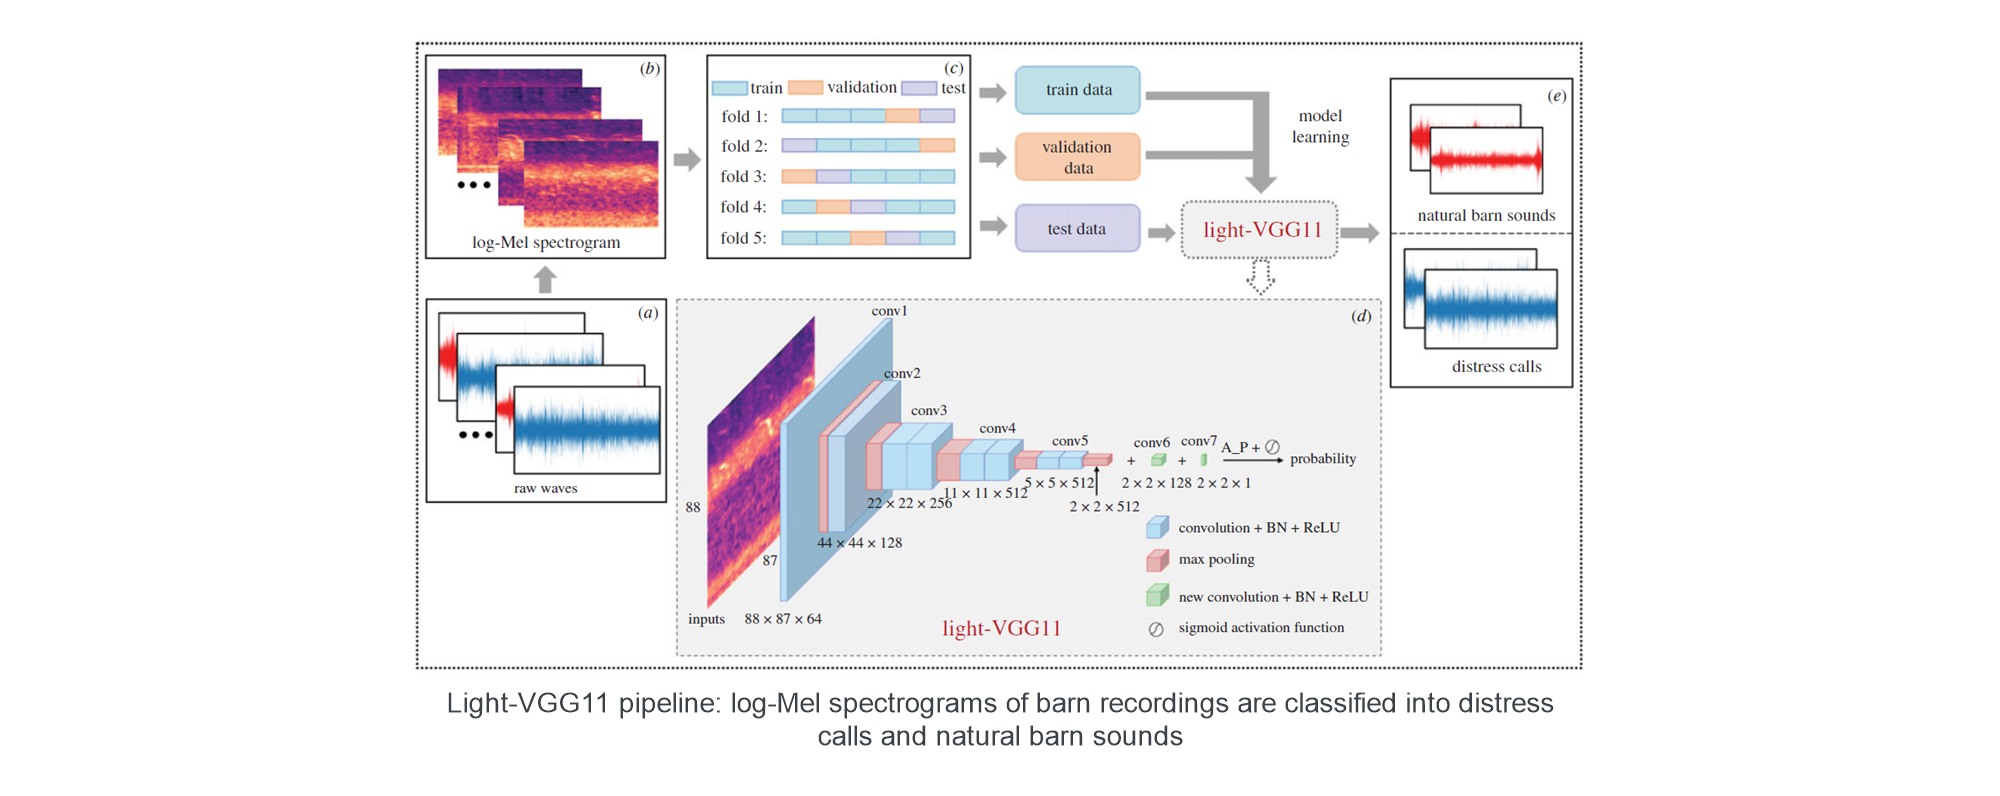 (b)
log-Mel spectrogram
(c)
train validation test
fold 1:
fold 2:
fold 3:
fold 4:
fold 5:
train data
validation
data
test data
model
learning
light-VGG11
(e)
natural barn sounds
distress calls
(a)
raw waves
(d)
conv1
conv2
conv3
conv4
conv5
conv6
conv7
A_P +
probability
+
+
88
87
inputs
88 × 87 × 64
44 × 44 × 128
22 × 22 × 256
11 × 11 × 512
5 × 5 × 512
2 × 2 × 512
2 × 2 × 128
2 × 2 × 1
convolution + BN + ReLU
max pooling
new convolution + BN + ReLU
sigmoid activation function
light-VGG11
Light-VGG11 pipeline: log-Mel spectrograms of barn recordings are classified into distress
calls and natural barn sounds